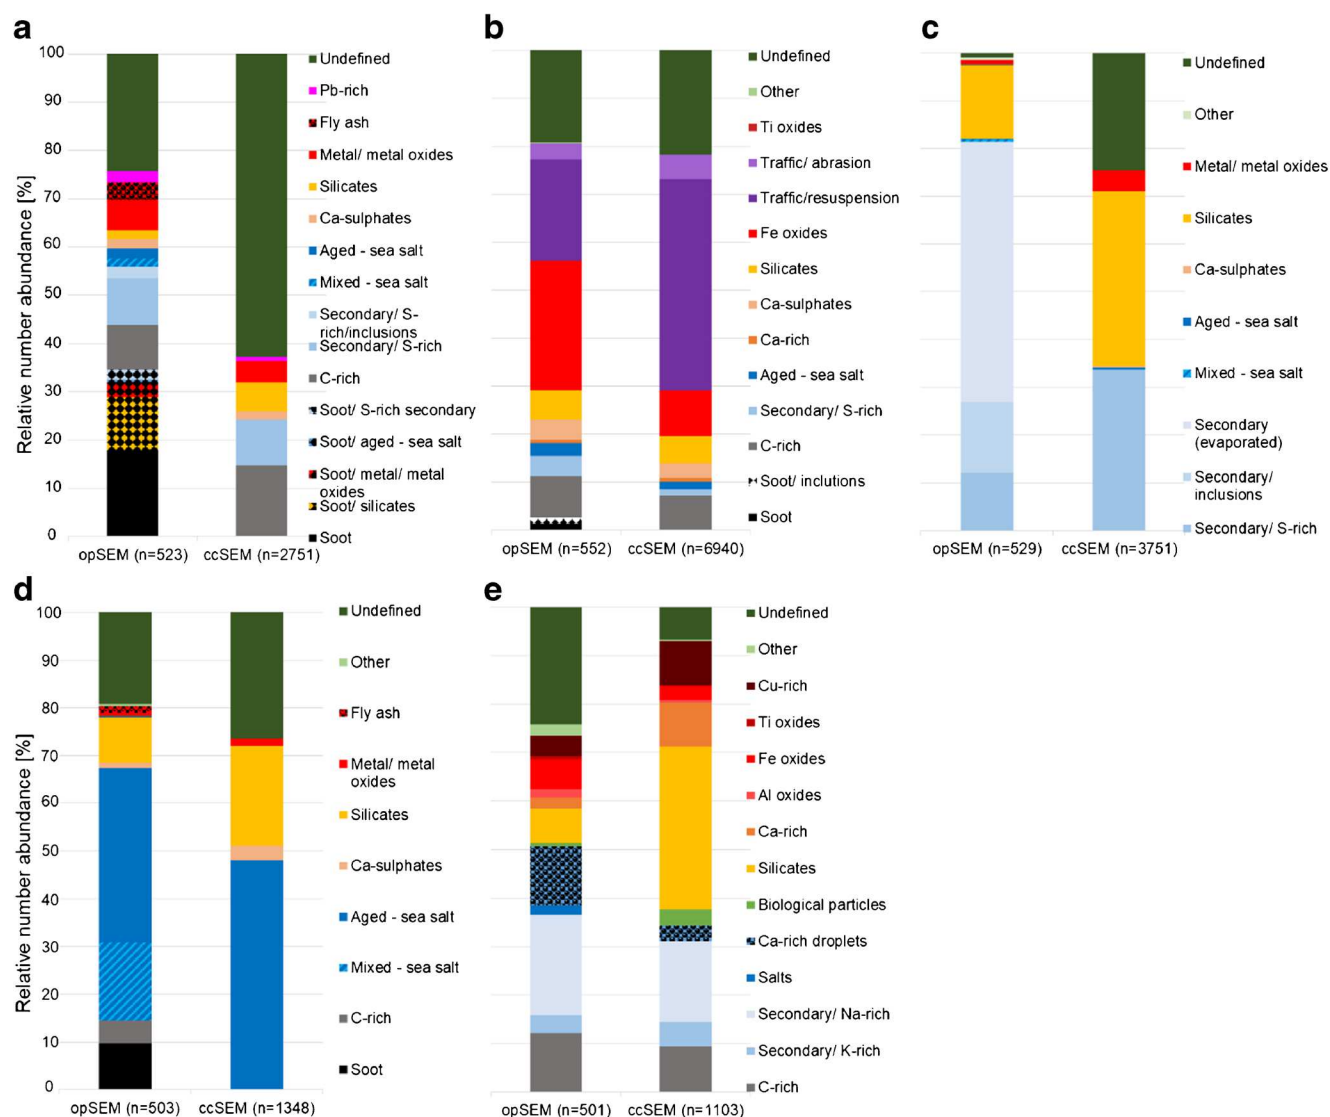 a
Relative number abundance [%]
100
90
80
70
60
50
40
30
20
10
0
opSEM (n=523)
ccSEM (n=2751)
Undefined
Pb-rich
Fly ash
Metal/ metal oxides
Silicates
Ca-sulphates
Aged - sea salt
Mixed - sea salt
Secondary/ S-
rich/inclusions
Secondary/ S-rich
C-rich
Soot/ S-rich secondary
Soot/ aged - sea salt
Soot/ metal/ metal
oxides
Soot/ silicates
Soot
b
opSEM (n=552)
ccSEM (n=6940)
Undefined
Other
Ti oxides
Traffic/ abrasion
Traffic/resuspension
Fe oxides
Silicates
Ca-sulphates
Ca-rich
Aged - sea salt
Secondary/ S-rich
C-rich
Soot/ inclutions
Soot
c
opSEM (n=529)
ccSEM (n=3751)
Undefined
Other
Metal/ metal oxides
Silicates
Ca-sulphates
Aged - sea salt
Mixed - sea salt
Secondary
(evaporated)
Secondary/
inclusions
Secondary/ S-rich
d
Relative number abundance [%]
100
90
80
70
60
50
40
30
20
10
0
opSEM (n=503)
ccSEM (n=1348)
Undefined
Other
Fly ash
Metal/ metal
oxides
Silicates
Ca-sulphates
Aged - sea salt
Mixed - sea salt
C-rich
Soot
e
opSEM (n=501)
ccSEM (n=1103)
Undefined
Other
Cu-rich
Ti oxides
Fe oxides
Al oxides
Ca-rich
Silicates
Biological particles
Ca-rich droplets
Salts
Secondary/ Na-rich
Secondary/ K-rich
C-rich